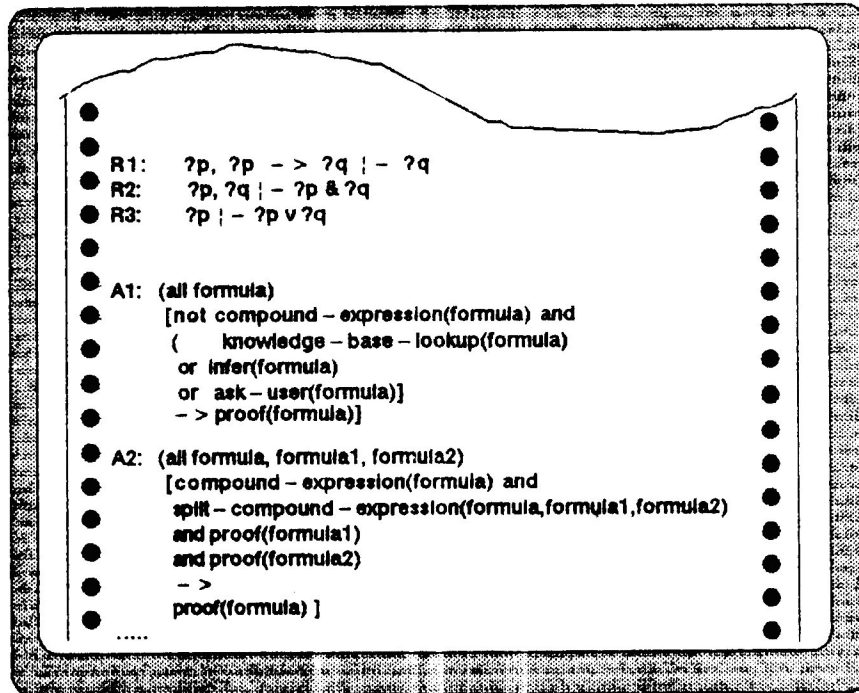 R1: ?p, ?p - > ?q ¦ - ?q
R2: ?p, ?q ¦ - ?p & ?q
R3: ?p ¦ - ?p v ?q
A1: (all formula)
[not compound - expression(formula) and
( knowledge - base - lookup(formula)
or infer(formula)
or ask - user(formula)]
- > proof(formula)]
A2: (all formula, formula1, formula2)
[compound - expression(formula) and
split - compound - expression(formula,formula1,formula2)
and proof(formula1)
and proof(formula2)
- >
proof(formula) ]
.....